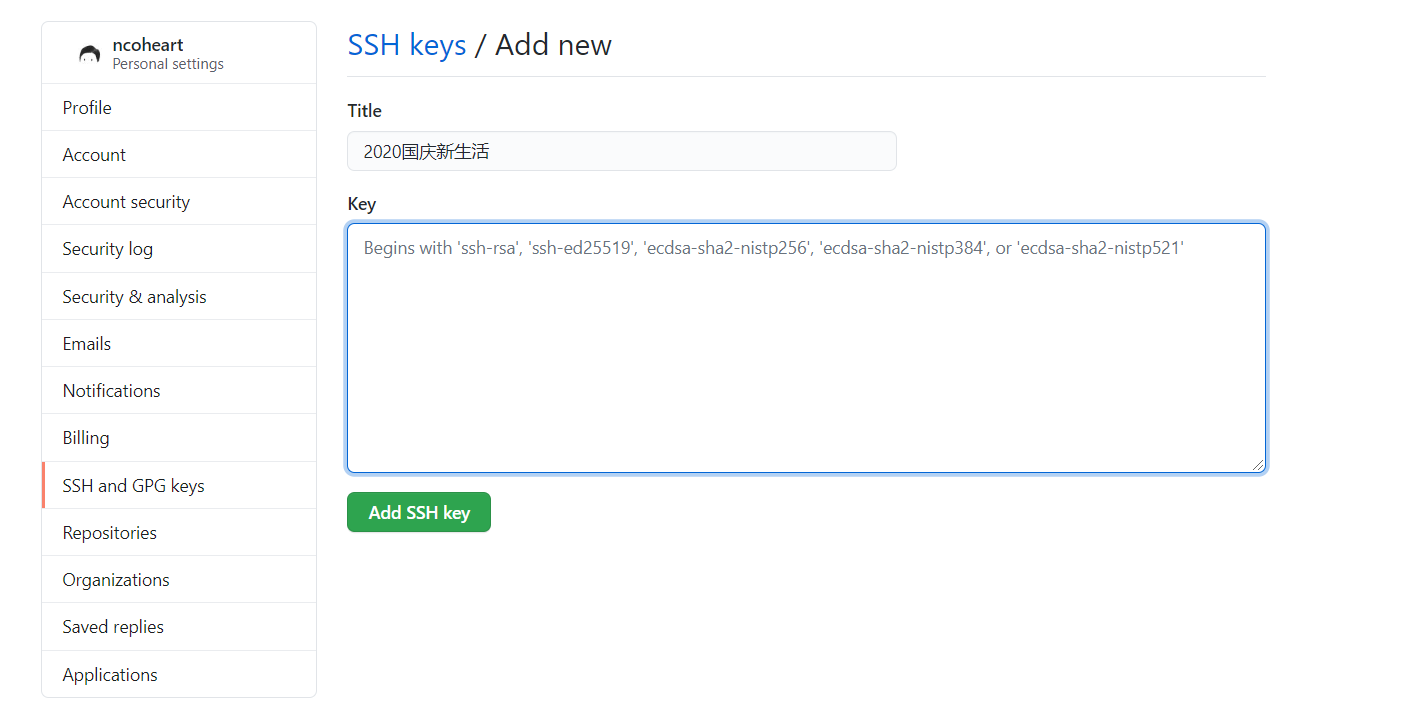 ncoheart
Personal settings
Profile
Account
Account security
Security log
Security & analysis
Emails
Notifications
Billing
SSH and GPG keys
Repositories
Organizations
Saved replies
Applications
SSH keys / Add new
Title
2020国庆新生活
Key
Begins with 'ssh-rsa', 'ssh-ed25519', 'ecdsa-sha2-nistp256', 'ecdsa-sha2-nistp384', or 'ecdsa-sha2-nistp521'
Add SSH key